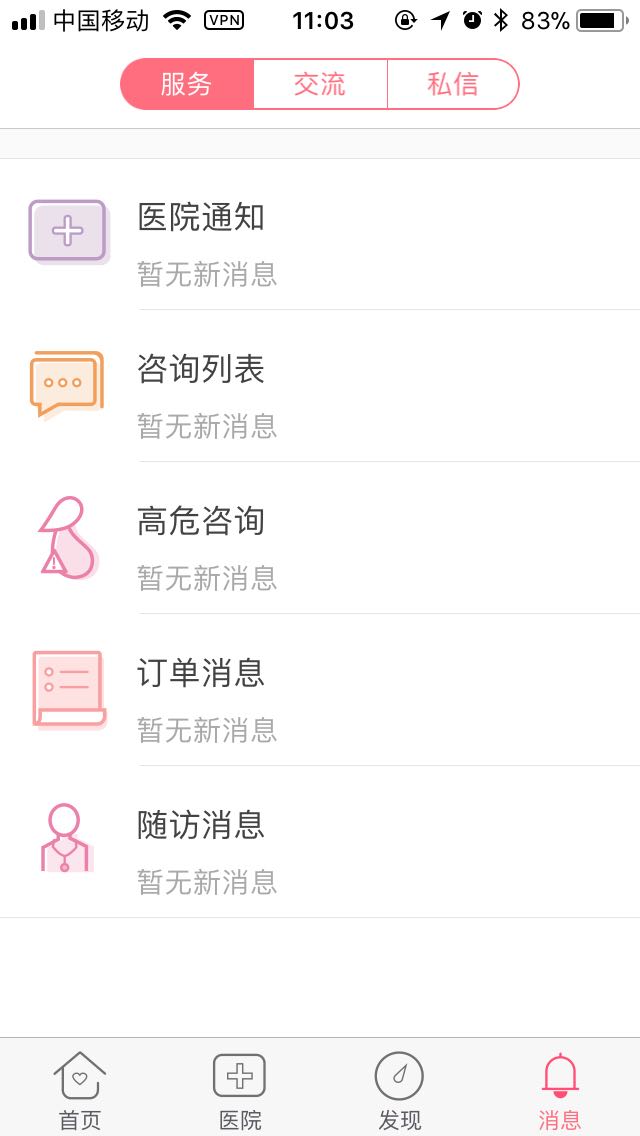 中国移动 VPN 11:03 83%
服务 交流 私信
医院通知
暂无新消息
咨询列表
暂无新消息
高危咨询
暂无新消息
订单消息
暂无新消息
随访消息
暂无新消息
首页 医院 发现 消息